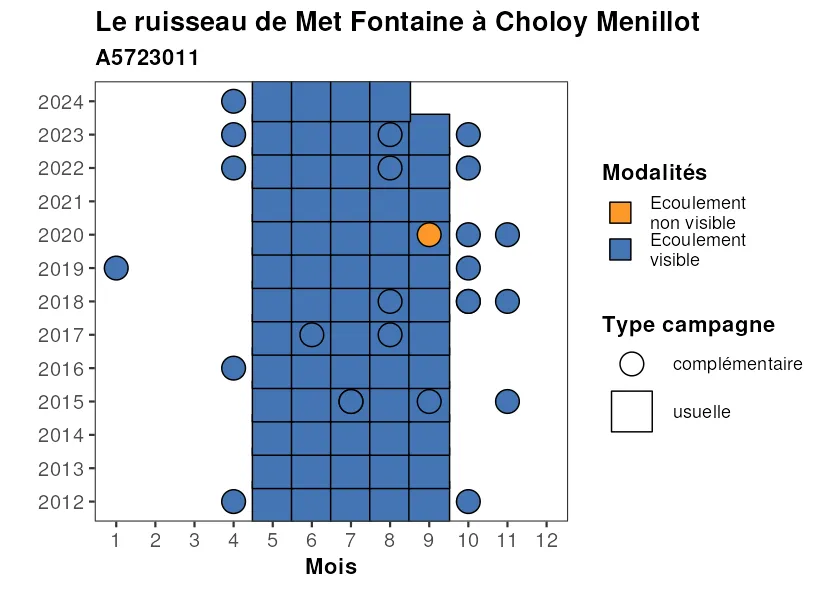 Le ruisseau de Met Fontaine à Choloy Menillot
A5723011
2024
2023
2022
2021
2020
2019
2018
2017
2016
2015
2014
2013
2012
1 2 3 4 5 6 7 8 9 10 11 12
Mois
Modalités
Ecoulement
non visible
Ecoulement
visible
Type campagne
complémentaire
usuelle